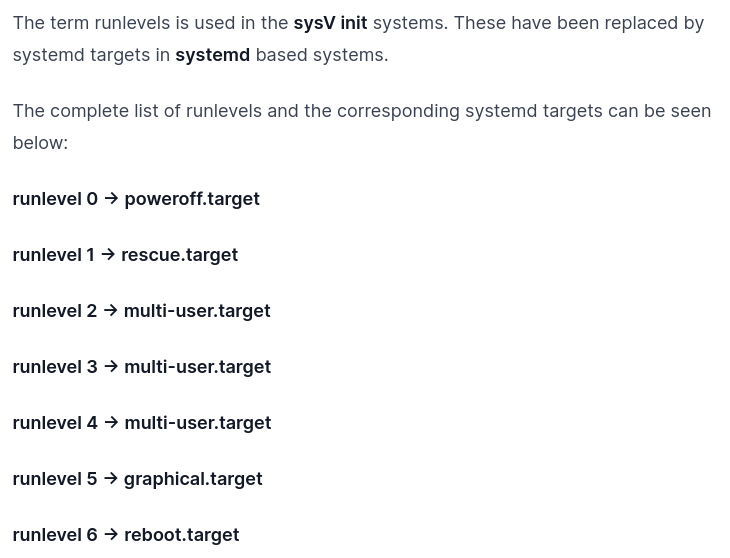 The term runlevels is used in the sysV init systems. These have been replaced by
systemd targets in systemd based systems.
The complete list of runlevels and the corresponding systemd targets can be seen
below:
runlevel 0 → poweroff.target
runlevel 1 → rescue.target
runlevel 2 → multi-user.target
runlevel 3 → multi-user.target
runlevel 4 → multi-user.target
runlevel 5 → graphical.target
runlevel 6 → reboot.target